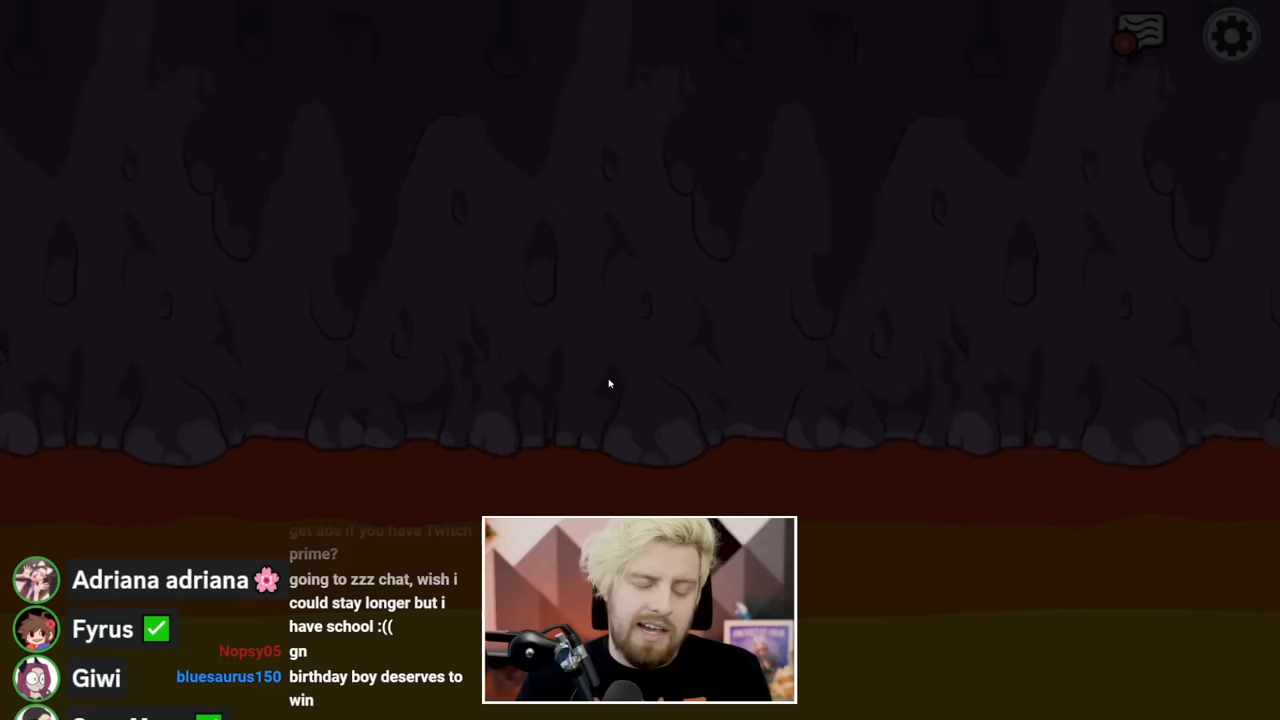 get ads if you have Twitch
prime?
going to zzz chat, wish i
could stay longer but i
have school :((
Nopsy05 gn
bluesaurus150 birthday boy deserves to
win
Adriana adriana🌸
Fyrus ✅
Giwi